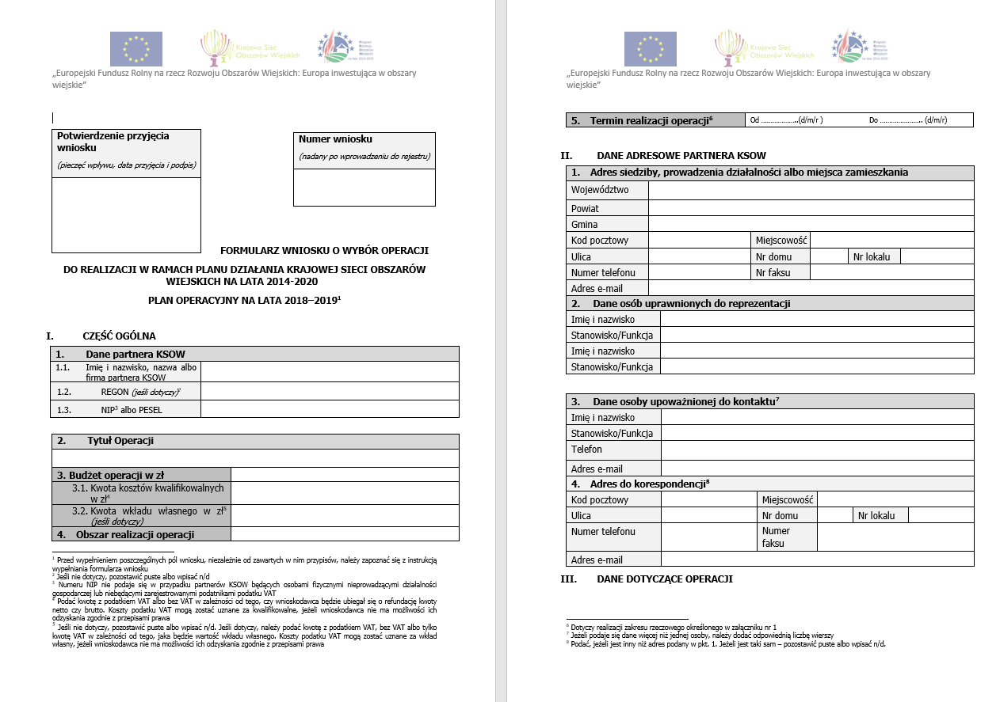 Krajowa Sieć
Obszarów Wiejskich
Program
Rozwoju
Obszarów
Wiejskich
na lata 2014-2020
„Europejski Fundusz Rolny na rzecz Rozwoju Obszarów Wiejskich: Europa inwestująca w obszary
wiejskie”
Potwierdzenie przyjęcia
wniosku
(pieczęć wpływu, data przyjęcia i podpis)
Numer wniosku
(nadany po wprowadzeniu do rejestru)
FORMULARZ WNIOSKU O WYBÓR OPERACJI
DO REALIZACJI W RAMACH PLANU DZIAŁANIA KRAJOWEJ SIECI OBSZARÓW
WIEJSKICH NA LATA 2014-2020
PLAN OPERACYJNY NA LATA 2018–2019¹
I. CZĘŚĆ OGÓLNA
1. Dane partnera KSOW
1.1. Imię i nazwisko, nazwa albo
firma partnera KSOW
1.2. REGON (jeśli dotyczy)²
1.3. NIP³ albo PESEL
2. Tytuł Operacji
3. Budżet operacji w zł
3.1. Kwota kosztów kwalifikowalnych
w zł⁴
3.2. Kwota wkładu własnego w zł⁵
(jeśli dotyczy)
4. Obszar realizacji operacji
¹ Przed wypełnieniem poszczególnych pól wniosku, niezależnie od zawartych w nim przypisów, należy zapoznać się z instrukcją
wypełniania formularza wniosku
² Jeśli nie dotyczy, pozostawić puste albo wpisać n/d
³ Numeru NIP nie podaje się w przypadku partnerów KSOW będących osobami fizycznymi nieprowadzącymi działalności
gospodarczej lub niebędącymi zarejestrowanymi podatnikami podatku VAT
⁴ Podać kwotę z podatkiem VAT albo bez VAT w zależności od tego, czy wnioskodawca będzie ubiegał się o refundację kwoty
netto czy brutto. Koszty podatku VAT mogą zostać uznane za kwalifikowalne, jeżeli wnioskodawca nie ma możliwości ich
odzyskania zgodnie z przepisami prawa
⁵ Jeśli nie dotyczy, pozostawić puste albo wpisać n/d. Jeśli dotyczy, należy podać kwotę z podatkiem VAT, bez VAT albo tylko
kwotę VAT w zależności od tego, jaka będzie wartość wkładu własnego. Koszty podatku VAT mogą zostać uznane za wkład
własny, jeżeli wnioskodawca nie ma możliwości ich odzyskania zgodnie z przepisami prawa
Krajowa Sieć
Obszarów Wiejskich
Program
Rozwoju
Obszarów
Wiejskich
na lata 2014-2020
„Europejski Fundusz Rolny na rzecz Rozwoju Obszarów Wiejskich: Europa inwestująca w obszary
wiejskie”
5. Termin realizacji operacji⁶ Od ....................(d/m/r ) Do ..................... (d/m/r)
II. DANE ADRESOWE PARTNERA KSOW
1. Adres siedziby, prowadzenia działalności albo miejsca zamieszkania
Województwo
Powiat
Gmina
Kod pocztowy Miejscowość
Ulica Nr domu Nr lokalu
Numer telefonu Nr faksu
Adres e-mail
2. Dane osób uprawnionych do reprezentacji
Imię i nazwisko
Stanowisko/Funkcja
Imię i nazwisko
Stanowisko/Funkcja
3. Dane osoby upoważnionej do kontaktu⁷
Imię i nazwisko
Stanowisko/Funkcja
Telefon
Adres e-mail
4. Adres do korespondencji⁸
Kod pocztowy Miejscowość
Ulica Nr domu Nr lokalu
Numer telefonu Numer
faksu
Adres e-mail
III. DANE DOTYCZĄCE OPERACJI
⁶ Dotyczy realizacji zakresu rzeczowego określonego w załączniku nr 1
⁷ Jeżeli podaje się dane więcej niż jednej osoby, należy dodać odpowiednią liczbę wierszy
⁸ Podać, jeżeli jest inny niż adres podany w pkt. 1. Jeżeli jest taki sam – pozostawić puste albo wpisać n/d.